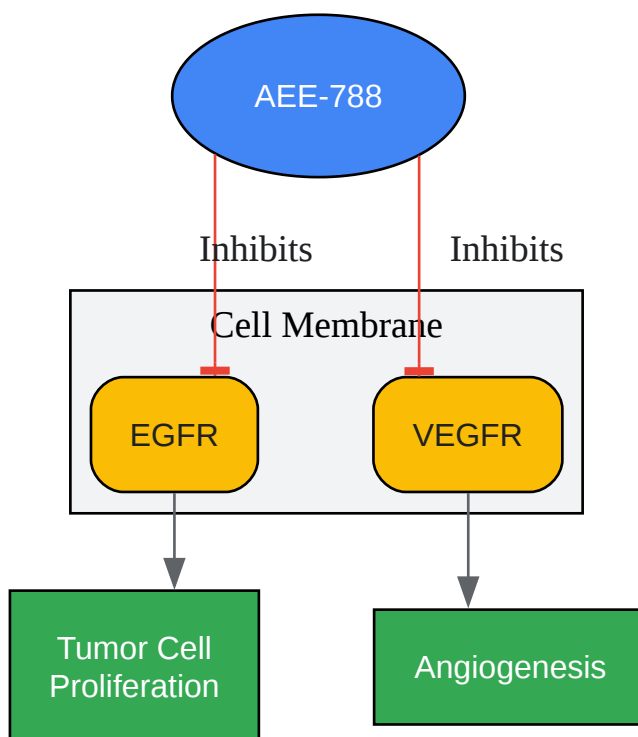 AEE-788
Inhibits
Inhibits
Cell Membrane
EGFR
VEGFR
Tumor Cell
Proliferation
Angiogenesis